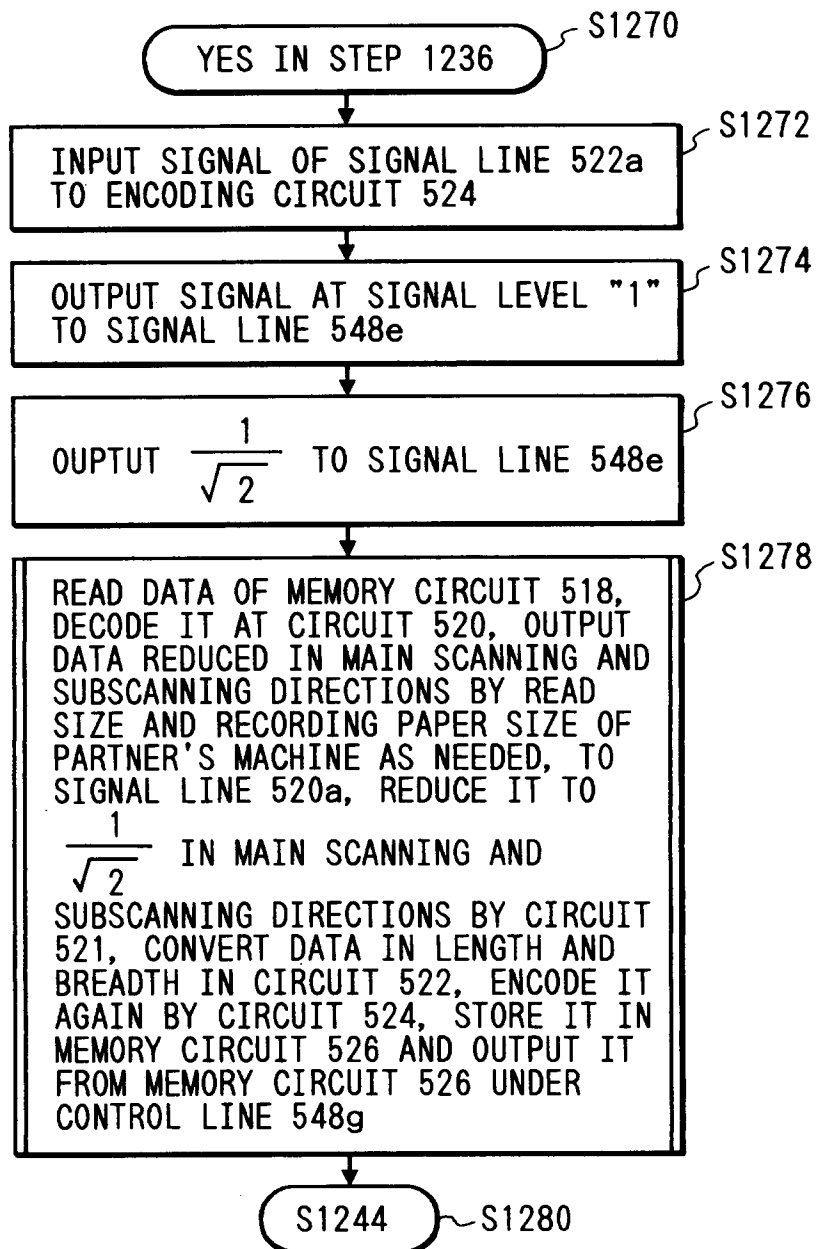 S1270
YES IN STEP 1236
S1272
INPUT SIGNAL OF SIGNAL LINE 522a
TO ENCODING CIRCUIT 524
S1274
OUTPUT SIGNAL AT SIGNAL LEVEL "1"
TO SIGNAL LINE 548e
S1276
OUPTUT 1/√2 TO SIGNAL LINE 548e
S1278
READ DATA OF MEMORY CIRCUIT 518,
DECODE IT AT CIRCUIT 520, OUTPUT
DATA REDUCED IN MAIN SCANNING AND
SUBSCANNING DIRECTIONS BY READ
SIZE AND RECORDING PAPER SIZE OF
PARTNER'S MACHINE AS NEEDED, TO
SIGNAL LINE 520a, REDUCE IT TO
1/√2 IN MAIN SCANNING AND
SUBSCANNING DIRECTIONS BY CIRCUIT
521, CONVERT DATA IN LENGTH AND
BREADTH IN CIRCUIT 522, ENCODE IT
AGAIN BY CIRCUIT 524, STORE IT IN
MEMORY CIRCUIT 526 AND OUTPUT IT
FROM MEMORY CIRCUIT 526 UNDER
CONTROL LINE 548g
S1244
S1280